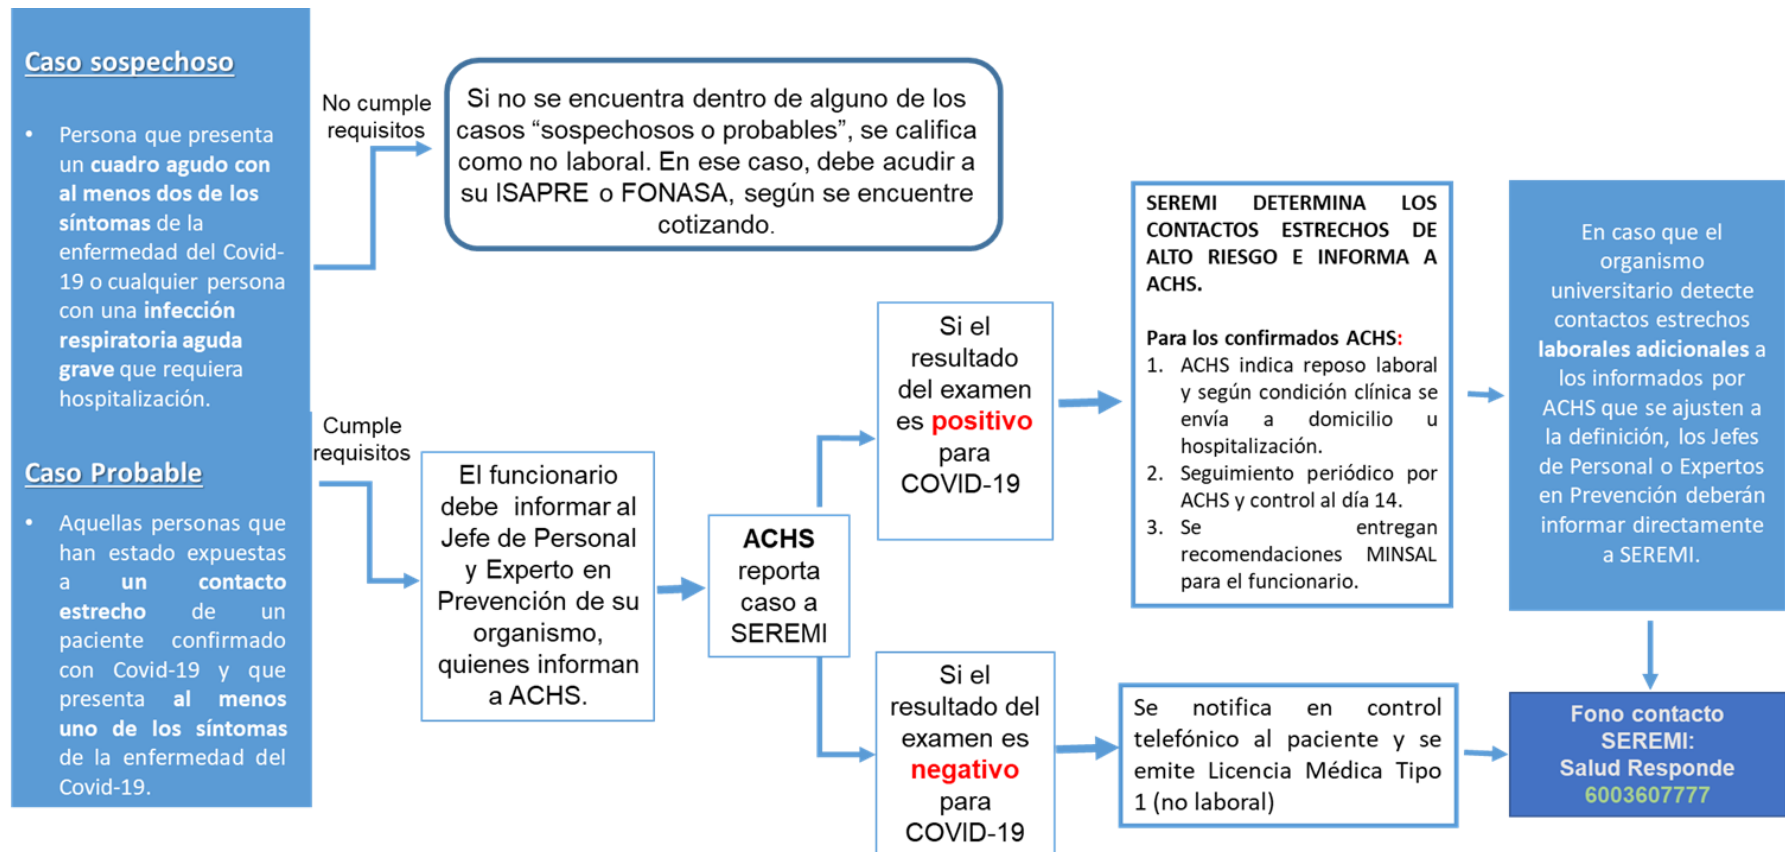 Caso sospechoso
• Persona que presenta
un cuadro agudo con
al menos dos de los
síntomas de la
enfermedad del Covid-
19 o cualquier persona
con una infección
respiratoria aguda
grave que requiera
hospitalización.
Caso Probable
• Aquellas personas que
han estado expuestas
a un contacto
estrecho de un
paciente confirmado
con Covid-19 y que
presenta al menos
uno de los síntomas
de la enfermedad del
Covid-19.
No cumple
requisitos
Si no se encuentra dentro de alguno de los
casos “sospechosos o probables”, se califica
como no laboral. En ese caso, debe acudir a
su ISAPRE o FONASA, según se encuentre
cotizando.
Cumple
requisitos
El funcionario
debe informar al
Jefe de Personal
y Experto en
Prevención de su
organismo,
quienes informan
a ACHS.
ACHS
reporta
caso a
SEREMI
Si el
resultado
del examen
es positivo
para
COVID-19
SEREMI DETERMINA LOS
CONTACTOS ESTRECHOS DE
ALTO RIESGO E INFORMA A
ACHS.
Para los confirmados ACHS:
1. ACHS indica reposo laboral
y según condición clínica se
envía a domicilio u
hospitalización.
2. Seguimiento periódico por
ACHS y control al día 14.
3. Se entregan
recomendaciones MINSAL
para el funcionario.
En caso que el
organismo
universitario detecte
contactos estrechos
laborales adicionales a
los informados por
ACHS que se ajusten a
la definición, los Jefes
de Personal o Expertos
en Prevención deberán
informar directamente
a SEREMI.
Si el
resultado del
examen es
negativo
para
COVID-19
Se notifica en control
telefónico al paciente y se
emite Licencia Médica Tipo
1 (no laboral)
Fono contacto
SEREMI:
Salud Responde
6003607777